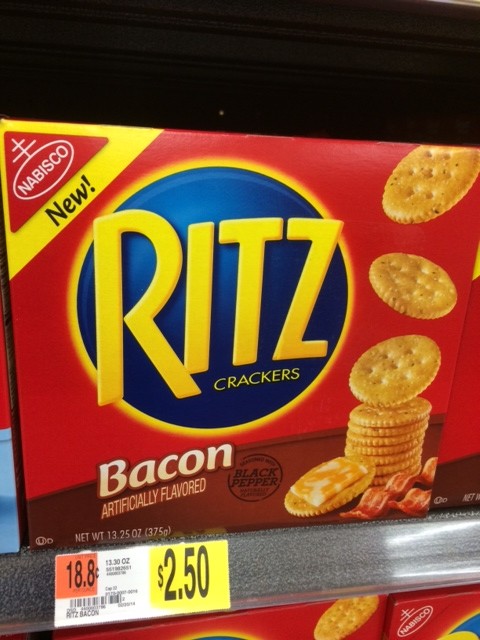 NABISCO
New!
RITZ
CRACKERS
Bacon
ARTIFICIALLY FLAVORED
BLACK
PEPPER
NET WT 13.25 OZ (375g)
18.8¢
13.30 OZ
$2.50
RITZ BACON
NABISCO